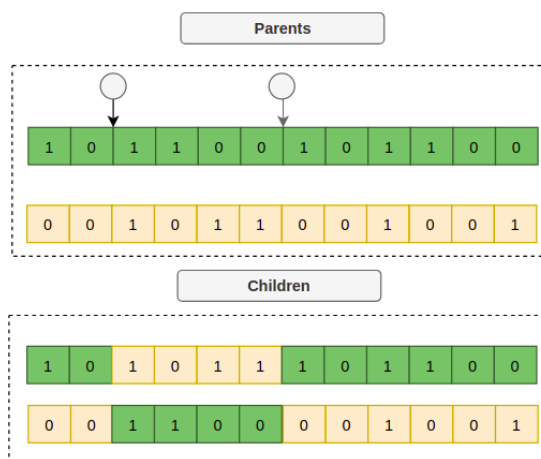 Parents
1 0 1 1 0 0 1 0 1 1 0 0
0 0 1 0 1 1 0 0 1 0 0 1
Children
1 0 1 0 1 1 1 0 1 1 0 0
0 0 1 1 0 0 0 0 1 0 0 1